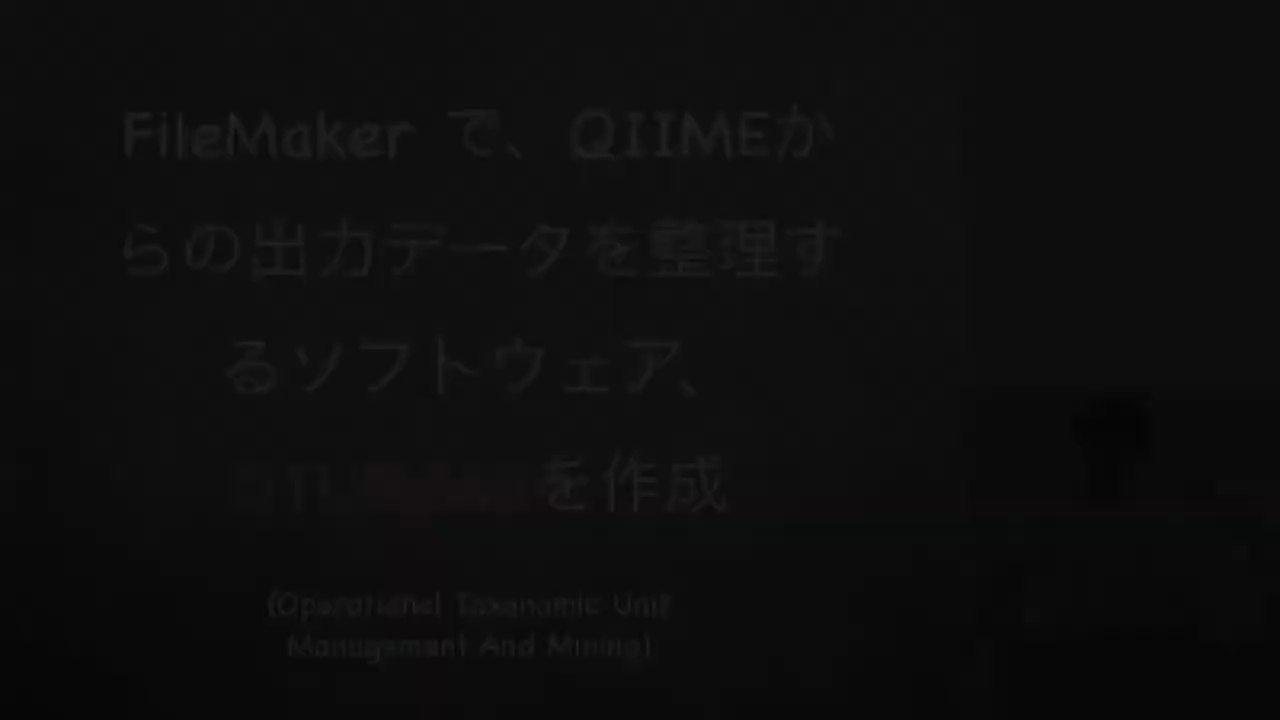 FileMaker で、QIIMEか
らの出力データを整理す
るソフトウェア、
を作成
(Operational Taxonomic Unit
Management And Mining)